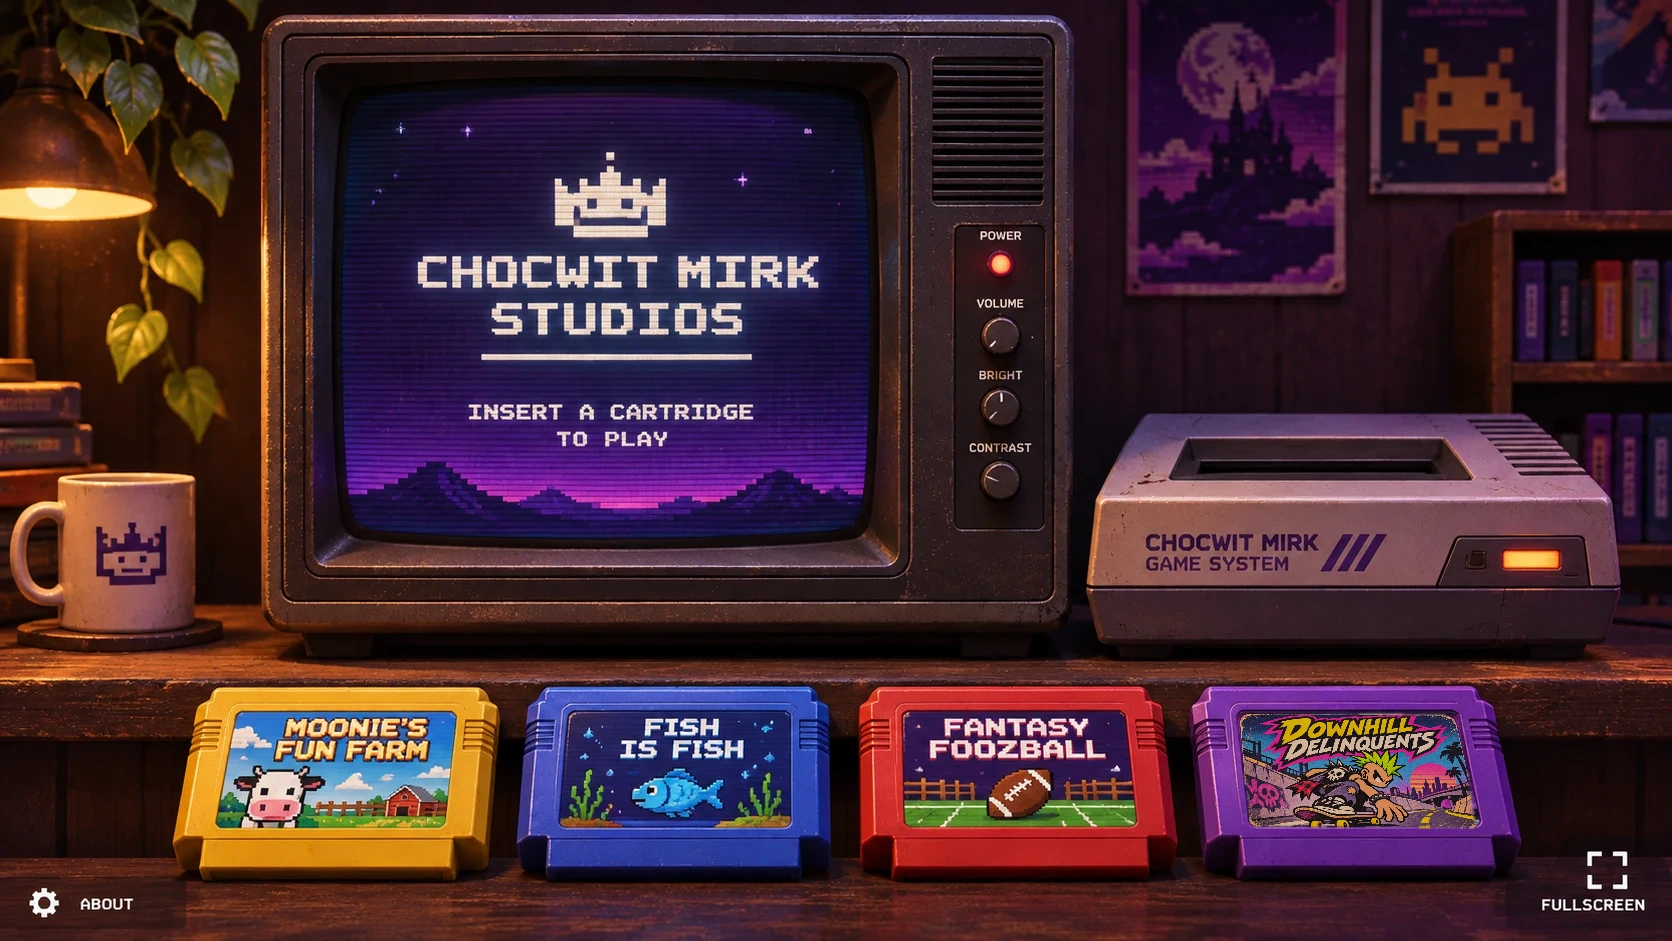 CHOCWIT MIRK
STUDIOS
INSERT A CARTRIDGE
TO PLAY
POWER
VOLUME
BRIGHT
CONTRAST
CHOCWIT MIRK
GAME SYSTEM
MOONIE'S
FUN FARM
FISH
IS FISH
FANTASY
FOOZBALL
DOWNHILL
DELINQUENTS
ABOUT
FULLSCREEN